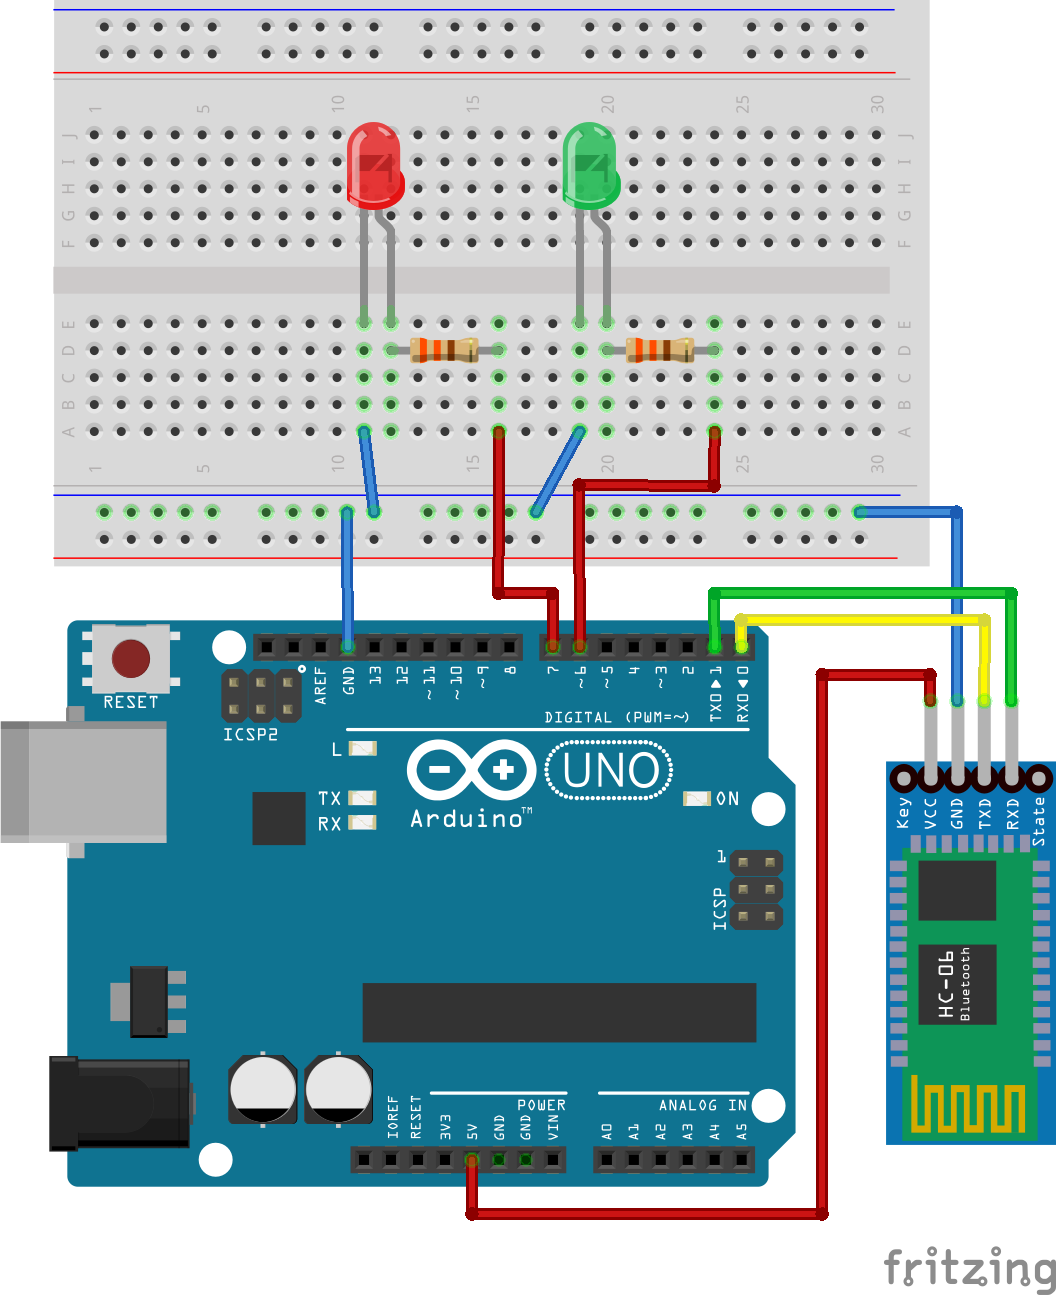 1 5 10 15 20 25 30
J J
I I
H H
G G
F F
E E
D D
C C
B B
A A
1 5 10 15 20 25 30
RESET
ICSP2
AREF GND 13 12 ~11 ~10 ~9 8 7 ~6 ~5 4 ~3 2 TX0▶1 RX0◀0
DIGITAL (PWM=~)
L
TX
RX
UNO
ON
Arduino™
1
ICSP
Key VCC GND TXD RXD State
HC-06
Bluetooth
POWER
ANALOG IN
IOREF RESET 3V3 5V GND GND VIN A0 A1 A2 A3 A4 A5
fritzing